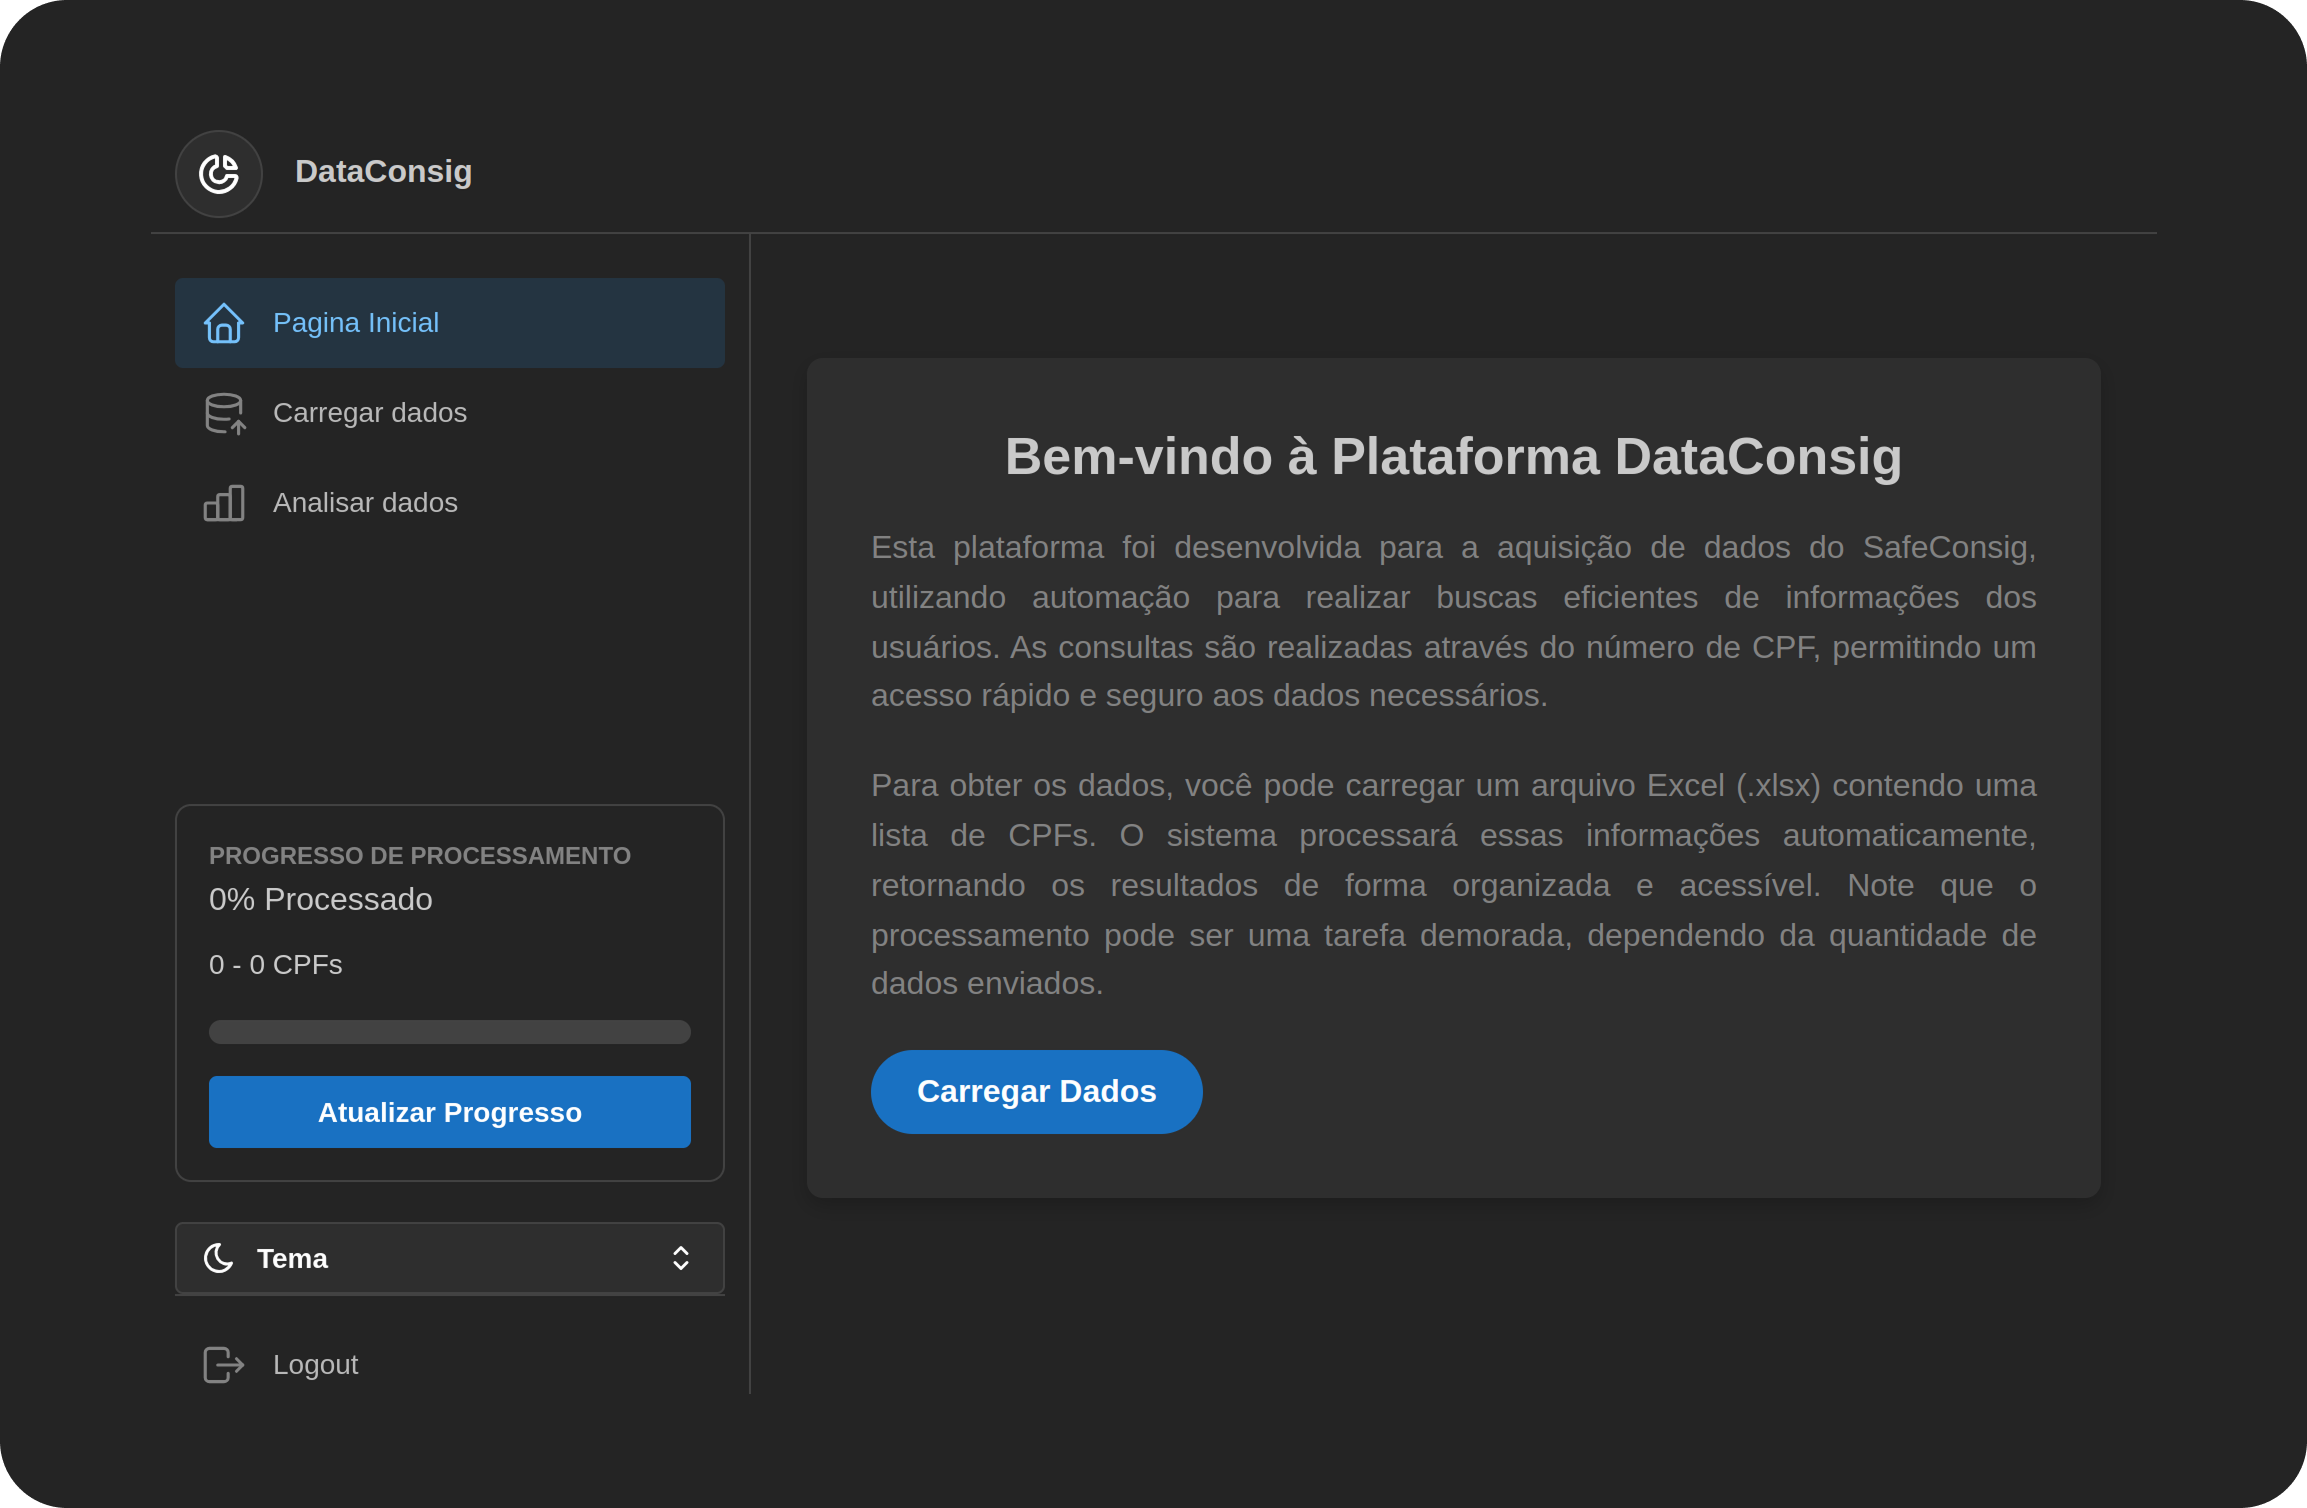 DataConsig
Pagina Inicial
Carregar dados
Analisar dados
PROGRESSO DE PROCESSAMENTO
0% Processado
0 - 0 CPFs
Atualizar Progresso
Tema
Logout
Bem-vindo à Plataforma DataConsig
Esta plataforma foi desenvolvida para a aquisição de dados do SafeConsig,
utilizando automação para realizar buscas eficientes de informações dos
usuários. As consultas são realizadas através do número de CPF, permitindo um
acesso rápido e seguro aos dados necessários.
Para obter os dados, você pode carregar um arquivo Excel (.xlsx) contendo uma
lista de CPFs. O sistema processará essas informações automaticamente,
retornando os resultados de forma organizada e acessível. Note que o
processamento pode ser uma tarefa demorada, dependendo da quantidade de
dados enviados.
Carregar Dados